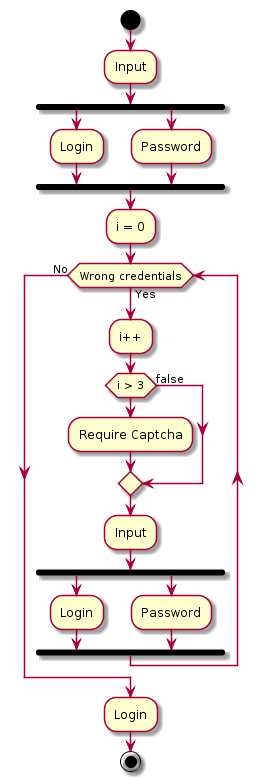 Input
Login
Password
i = 0
No
Wrong credentials
Yes
i++
i > 3
false
Require Captcha
Input
Login
Password
Login